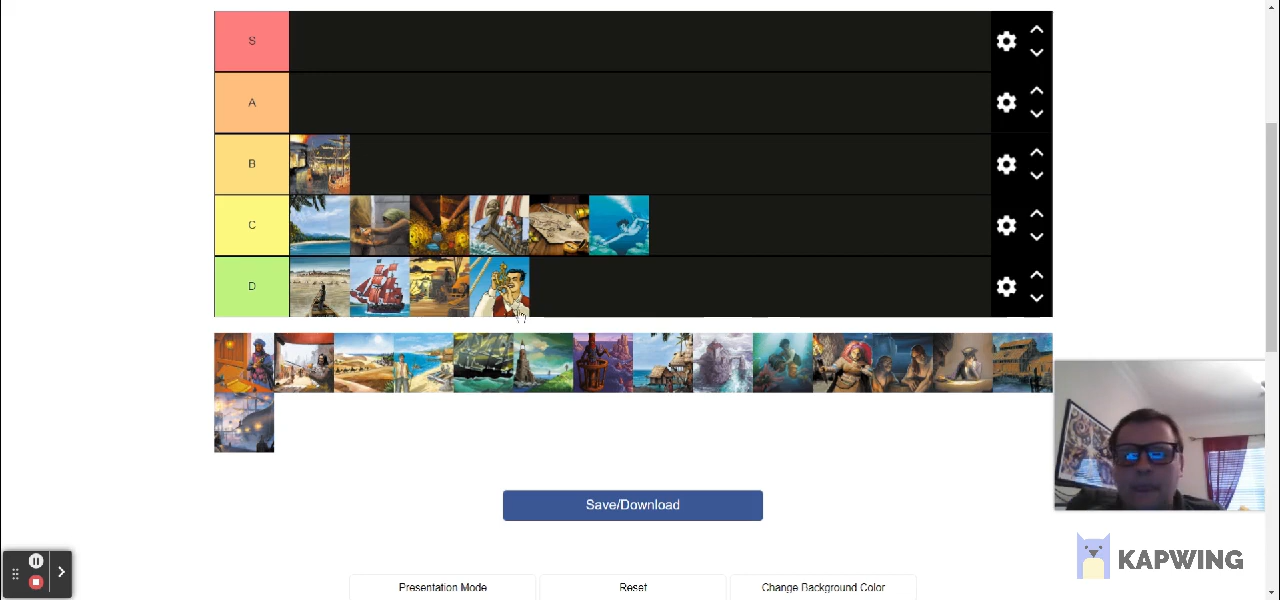 S
A
B
C
D
Save/Download
KAPWING
Presentation Mode Reset Change Background Color